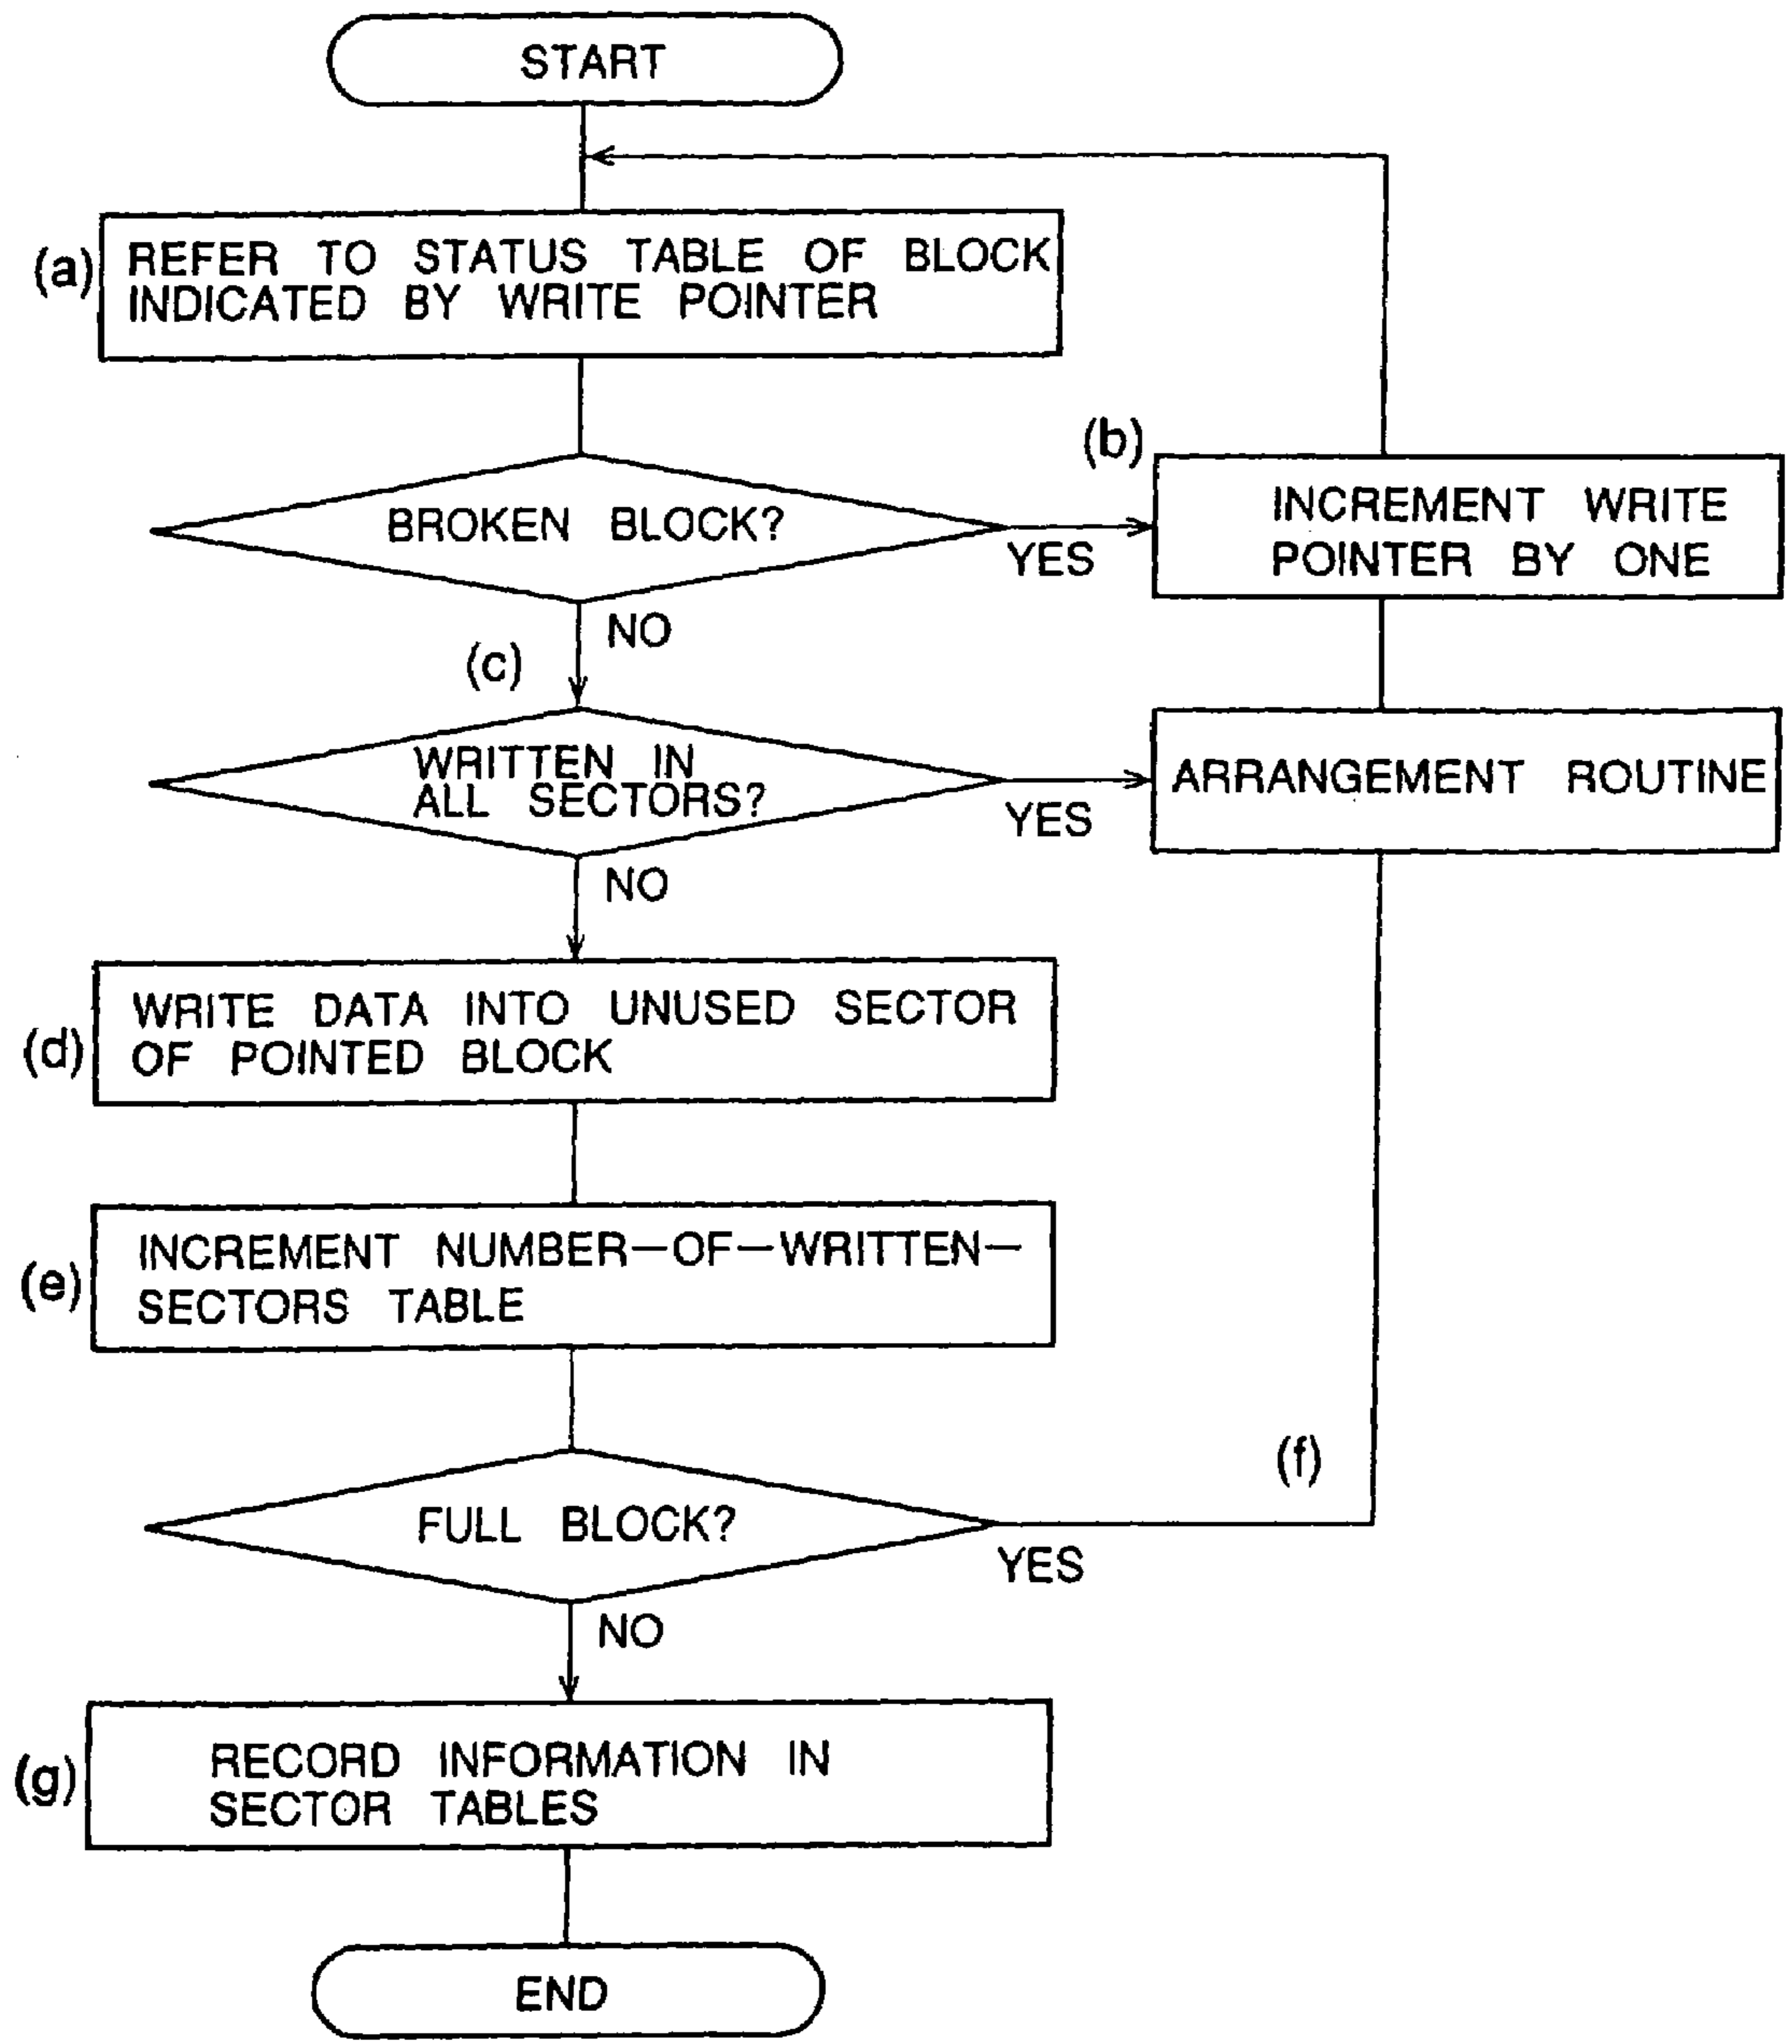 START
(a)
REFER TO STATUS TABLE OF BLOCK
INDICATED BY WRITE POINTER
BROKEN BLOCK?
YES
NO
(b)
INCREMENT WRITE
POINTER BY ONE
(c)
WRITTEN IN
ALL SECTORS?
YES
NO
ARRANGEMENT ROUTINE
(d)
WRITE DATA INTO UNUSED SECTOR
OF POINTED BLOCK
(e)
INCREMENT NUMBER—OF—WRITTEN—
SECTORS TABLE
(f)
FULL BLOCK?
YES
NO
(g)
RECORD INFORMATION IN
SECTOR TABLES
END